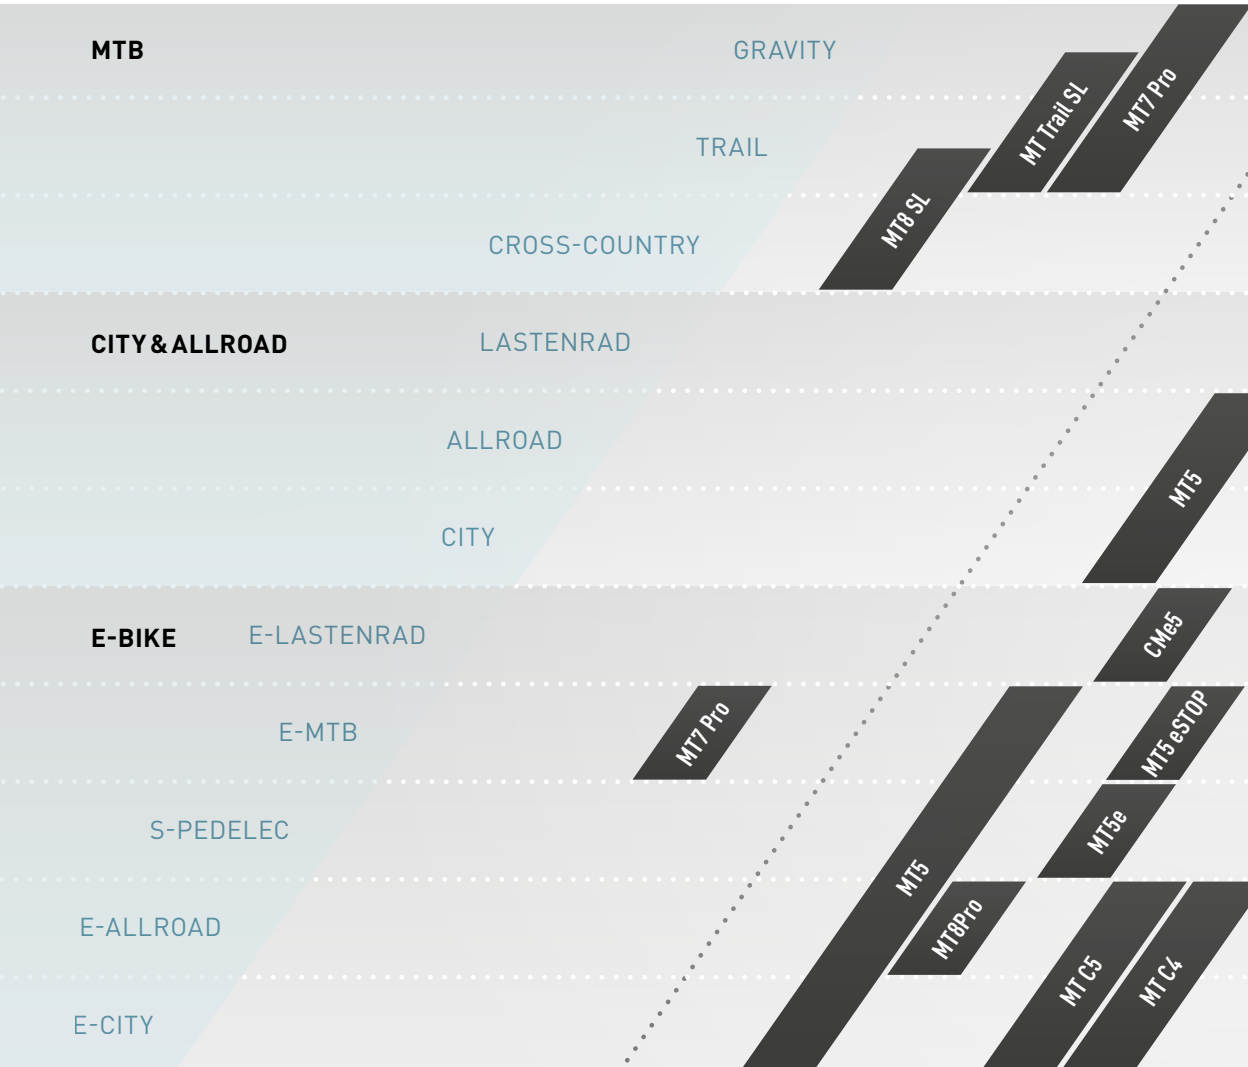 MTB
GRAVITY
MT7 Pro
MT Trail SL
TRAIL
MT8 SL
CROSS-COUNTRY
CITY & ALLROAD
LASTENRAD
ALLROAD
MT5
CITY
E-BIKE
E-LASTENRAD
CMe5
E-MTB
MT7 Pro
MT5 eSTOP
S-PEDELEC
MT5e
MT5
E-ALLROAD
MT8Pro
MT C5
MT C4
E-CITY